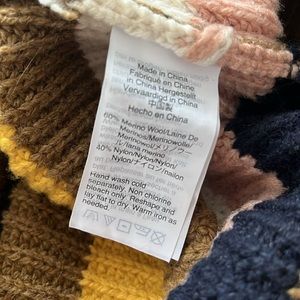 Made in China
Fabriqué en Chine
In China Hergestellt
Vervaardigd in China
中国製
Hecho en China
60% Merino Wool/Laine De
Merinos/Merinowolle/
Merinowol/メリノウー
ル/lana merino
40% Nylon/Nylon/Nylon/
Nylon/ナイロン/nailon
Hand wash cold
separately. Non chlorine
bleach only. Reshape and
lay flat to dry. Warm iron as
needed.